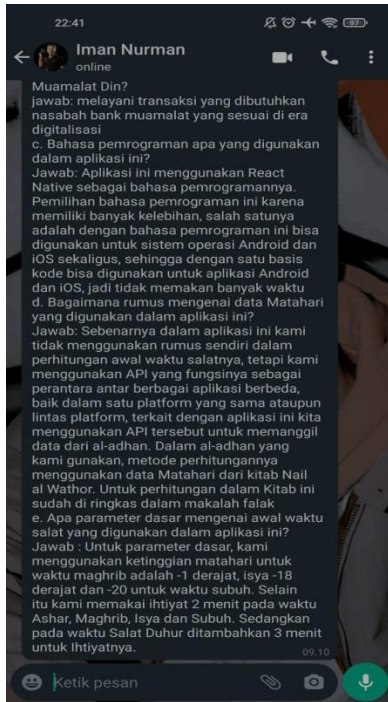 22:41
97
Iman Nurman
online
Muamalat Din?
jawab: melayani transaksi yang dibutuhkan
nasabah bank muamalat yang sesuai di era
digitalisasi
c. Bahasa pemrograman apa yang digunakan
dalam aplikasi ini?
Jawab: Aplikasi ini menggunakan React
Native sebagai bahasa pemrogramannya.
Pemilihan bahasa pemrograman ini karena
memiliki banyak kelebihan, salah satunya
adalah dengan bahasa pemrograman ini bisa
digunakan untuk sistem operasi Android dan
iOS sekaligus, sehingga dengan satu basis
kode bisa digunakan untuk aplikasi Android
dan iOS, jadi tidak memakan banyak waktu
d. Bagaimana rumus mengenai data Matahari
yang digunakan dalam aplikasi ini?
Jawab: Sebenarnya dalam aplikasi ini kami
tidak menggunakan rumus sendiri dalam
perhitungan awal waktu salatnya, tetapi kami
menggunakan API yang fungsinya sebagai
perantara antar berbagai aplikasi berbeda,
baik dalam satu platform yang sama ataupun
lintas platform, terkait dengan aplikasi ini kita
menggunakan API tersebut untuk memanggil
data dari al-adhan. Dalam al-adhan yang
kami gunakan, metode perhitungannya
menggunakan data Matahari dari kitab Nail
al Wathor. Untuk perhitungan dalam Kitab ini
sudah di ringkas dalam makalah falak
e. Apa parameter dasar mengenai awal waktu
salat yang digunakan dalam aplikasi ini?
Jawab : Untuk parameter dasar, kami
menggunakan ketinggian matahari untuk
waktu maghrib adalah -1 derajat, isya -18
derajat dan -20 untuk waktu subuh. Selain
itu kami memakai ihtiyat 2 menit pada waktu
Ashar, Maghrib, Isya dan Subuh. Sedangkan
pada waktu Salat Duhur ditambahkan 3 menit
untuk Ihtiyatnya.
09.10
Ketik pesan